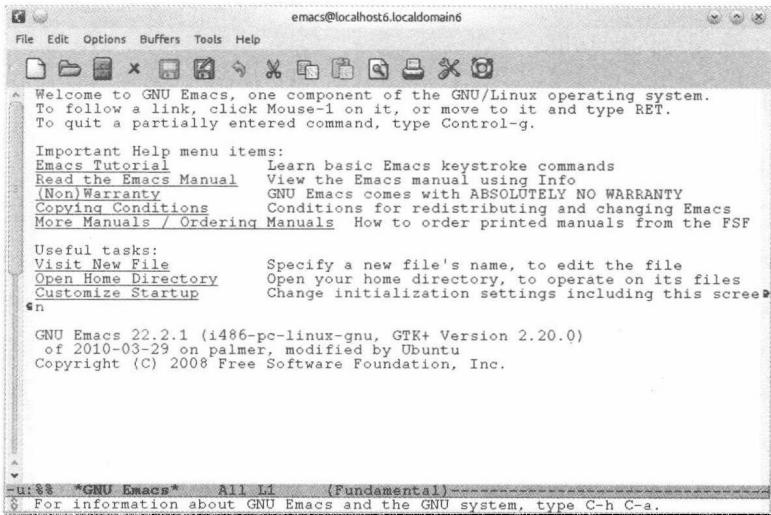 emacs@localhost6.localdomain6
File Edit Options Buffers Tools Help
Welcome to GNU Emacs, one component of the GNU/Linux operating system.
To follow a link, click Mouse-1 on it, or move to it and type RET.
To quit a partially entered command, type Control-g.
Important Help menu items:
Emacs Tutorial Learn basic Emacs keystroke commands
Read the Emacs Manual View the Emacs manual using Info
(Non)Warranty GNU Emacs comes with ABSOLUTELY NO WARRANTY
Copying Conditions Conditions for redistributing and changing Emacs
More Manuals / Ordering Manuals How to order printed manuals from the FSF
Useful tasks:
Visit New File Specify a new file's name, to edit the file
Open Home Directory Open your home directory, to operate on its files
Customize Startup Change initialization settings including this scree
n
GNU Emacs 22.2.1 (i486-pc-linux-gnu, GTK+ Version 2.20.0)
of 2010-03-29 on palmer, modified by Ubuntu
Copyright (C) 2008 Free Software Foundation, Inc.
-u:%% *GNU Emacs* All L1 (Fundamental)----------------------------------
For information about GNU Emacs and the GNU system, type C-h C-a.